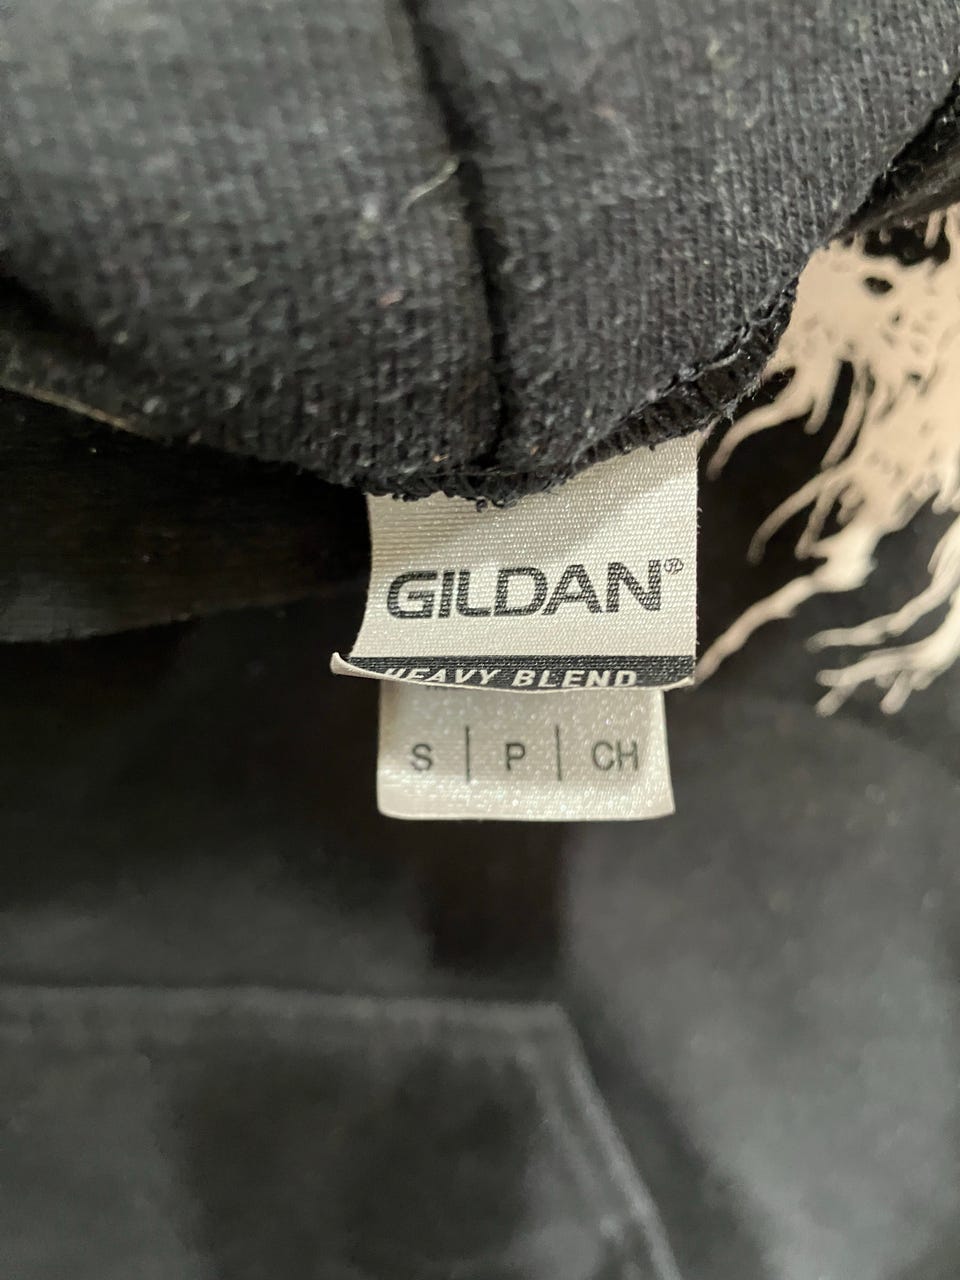 GILDAN®
HEAVY BLEND
S | P | CH